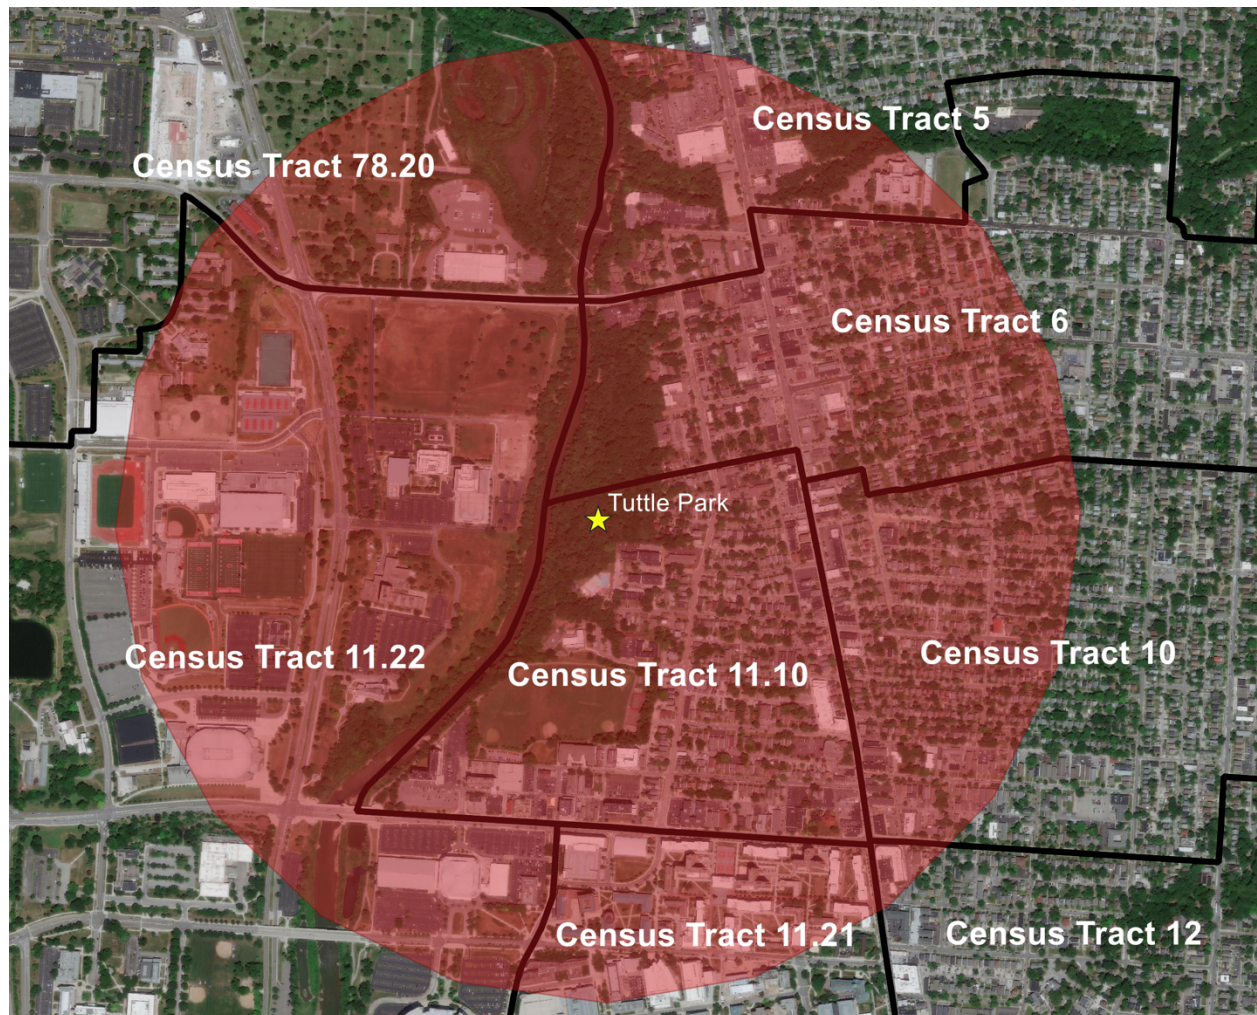 Census Tract 5
Census Tract 78.20
Census Tract 6
Tuttle Park
Census Tract 10
Census Tract 11.22
Census Tract 11.10
Census Tract 11.21
Census Tract 12